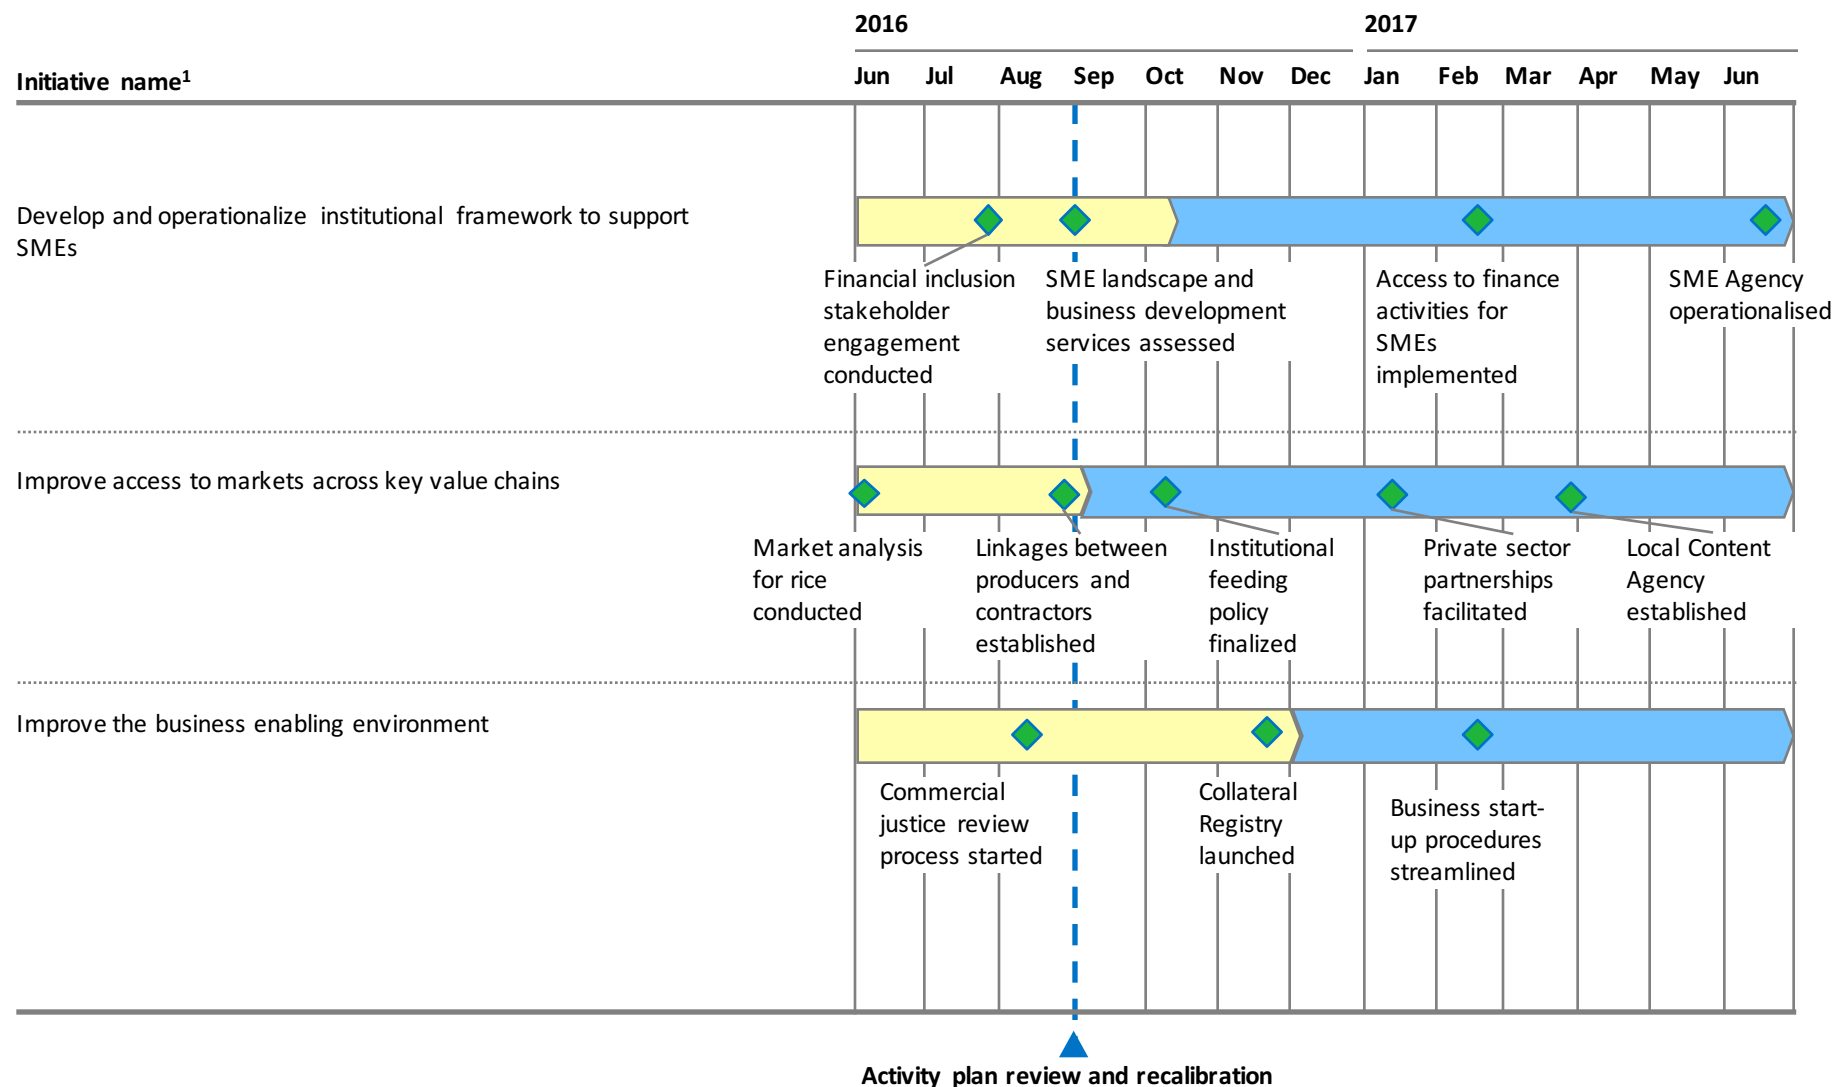 2016 2017
Initiative name1
Jun Jul Aug Sep Oct Nov Dec Jan Feb Mar Apr May Jun
Develop and operationalize institutional framework to support
SMEs
Financial inclusion
stakeholder
engagement
conducted
SME landscape and
business development
services assessed
Access to finance
activities for
SMEs
implemented
SME Agency
operationalised
Improve access to markets across key value chains
Market analysis
for rice
conducted
Linkages between
producers and
contractors
established
Institutional
feeding
policy
finalized
Private sector
partnerships
facilitated
Local Content
Agency
established
Improve the business enabling environment
Commercial
justice review
process started
Collateral
Registry
launched
Business start-
up procedures
streamlined
Activity plan review and recalibration